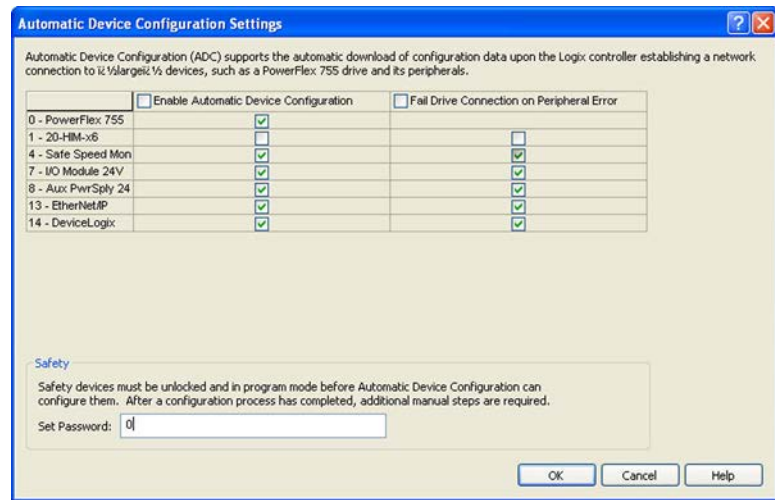 Automatic Device Configuration Settings
Automatic Device Configuration (ADC) supports the automatic download of configuration data upon the Logix controller establishing a network
connection to ï¿½largeï¿½ devices, such as a PowerFlex 755 drive and its peripherals.
Enable Automatic Device Configuration Fail Drive Connection on Peripheral Error
0 - PowerFlex 755
1 - 20-HIM-x6
4 - Safe Speed Mon
7 - I/O Module 24V
8 - Aux PwrSply 24
13 - EtherNet/IP
14 - DeviceLogix
Safety
Safety devices must be unlocked and in program mode before Automatic Device Configuration can
configure them. After a configuration process has completed, additional manual steps are required.
Set Password: 0
OK Cancel Help